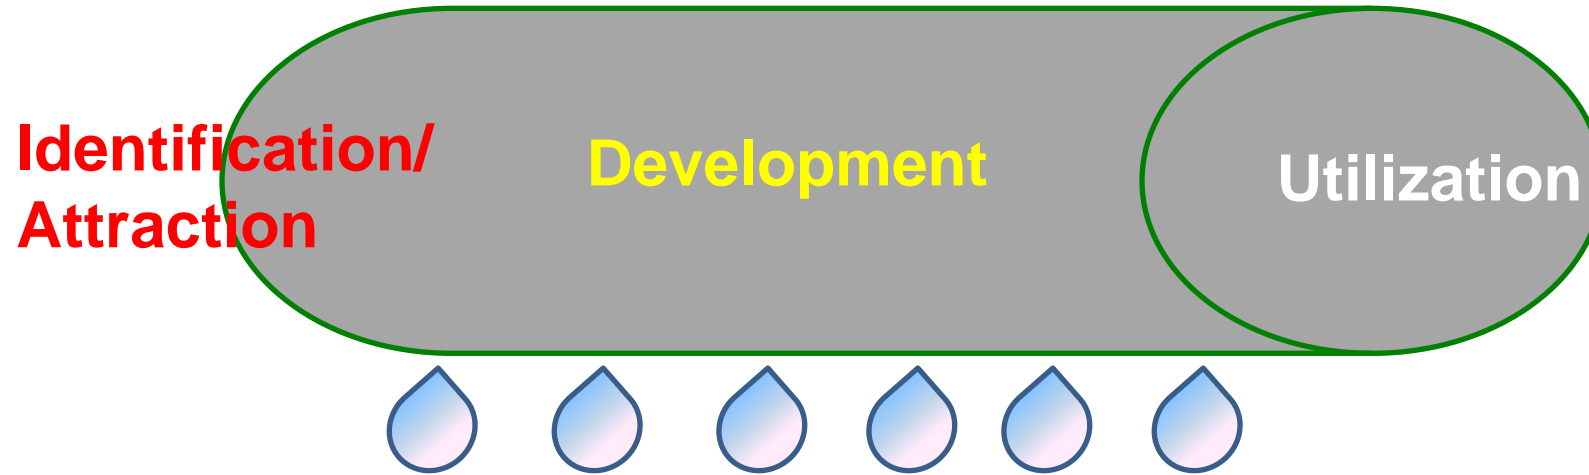 Identification/
Attraction
Development
Utilization